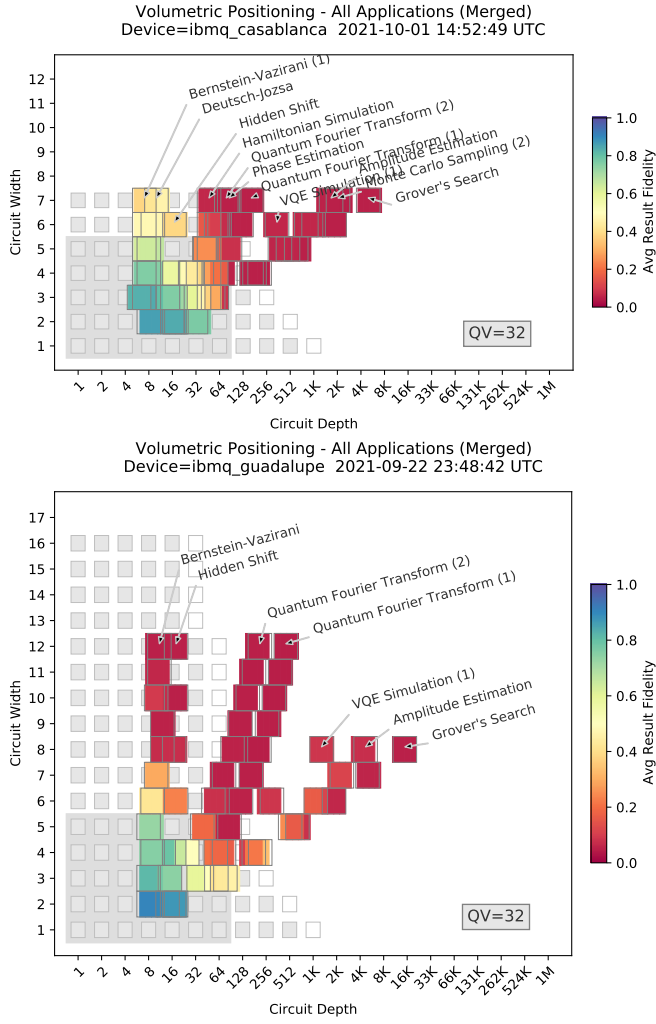 Volumetric Positioning - All Applications (Merged)
Device=ibmq_casablanca 2021-10-01 14:52:49 UTC
Bernstein-Vazirani (1)
Deutsch-Jozsa
Hidden Shift
Hamiltonian Simulation
Quantum Fourier Transform (2)
Phase Estimation
Quantum Fourier Transform (1)
Amplitude Estimation
Monte Carlo Sampling (2)
VQE Simulation (1)
Grover's Search
12
11
10
9
8
7
6
5
4
3
2
1
Circuit Width
QV=32
1 2 4 8 16 32 64 128 256 512 1K 2K 4K 8K 16K 33K 66K 131K 262K 524K 1M
Circuit Depth
1.0
0.8
0.6
0.4
0.2
0.0
Avg Result Fidelity
Volumetric Positioning - All Applications (Merged)
Device=ibmq_guadalupe 2021-09-22 23:48:42 UTC
Bernstein-Vazirani
Hidden Shift
Quantum Fourier Transform (2)
Quantum Fourier Transform (1)
VQE Simulation (1)
Amplitude Estimation
Grover's Search
17
16
15
14
13
12
11
10
9
8
7
6
5
4
3
2
1
Circuit Width
QV=32
1 2 4 8 16 32 64 128 256 512 1K 2K 4K 8K 16K 33K 66K 131K 262K 524K 1M
Circuit Depth
1.0
0.8
0.6
0.4
0.2
0.0
Avg Result Fidelity